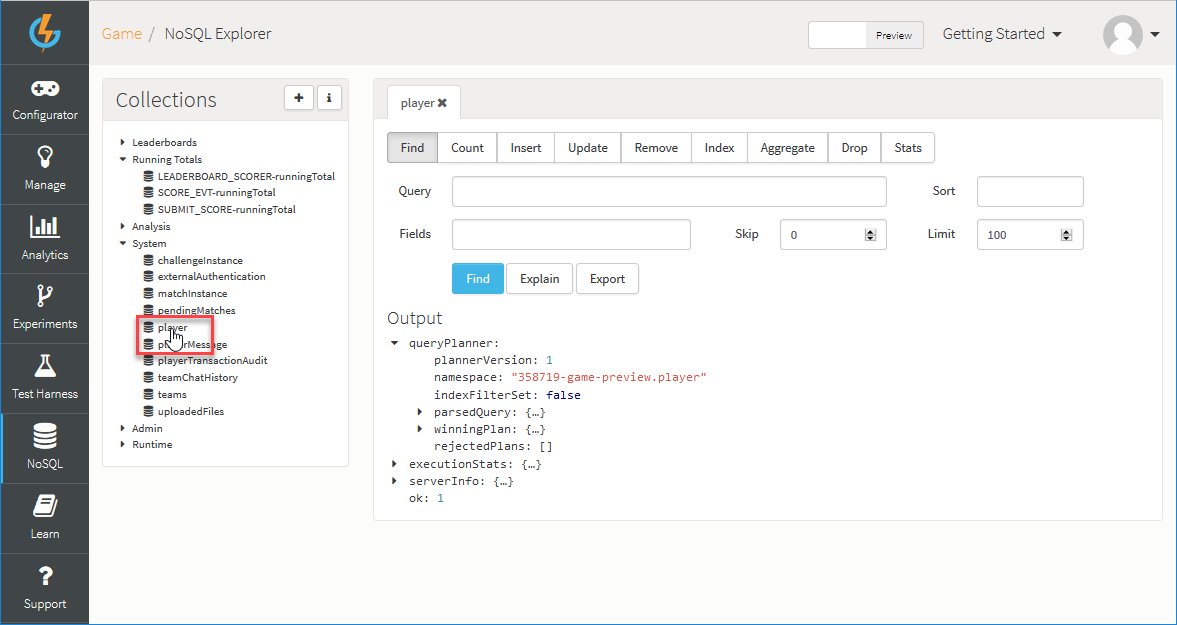 Game / NoSQL Explorer
Preview
Getting Started
Configurator
Manage
Analytics
Experiments
Test Harness
NoSQL
Learn
Support
Collections
Leaderboards
Running Totals
LEADERBOARD_SCORER-runningTotal
SCORE_EVT-runningTotal
SUBMIT_SCORE-runningTotal
Analysis
System
challengeInstance
externalAuthentication
matchInstance
pendingMatches
player
playerMessage
playerTransactionAudit
teamChatHistory
teams
uploadedFiles
Admin
Runtime
player ✖
Find Count Insert Update Remove Index Aggregate Drop Stats
Query Sort
Fields Skip 0 Limit 100
Find Explain Export
Output
queryPlanner:
plannerVersion: 1
namespace: "358719-game-preview.player"
indexFilterSet: false
parsedQuery: {…}
winningPlan: {…}
rejectedPlans: []
executionStats: {…}
serverInfo: {…}
ok: 1